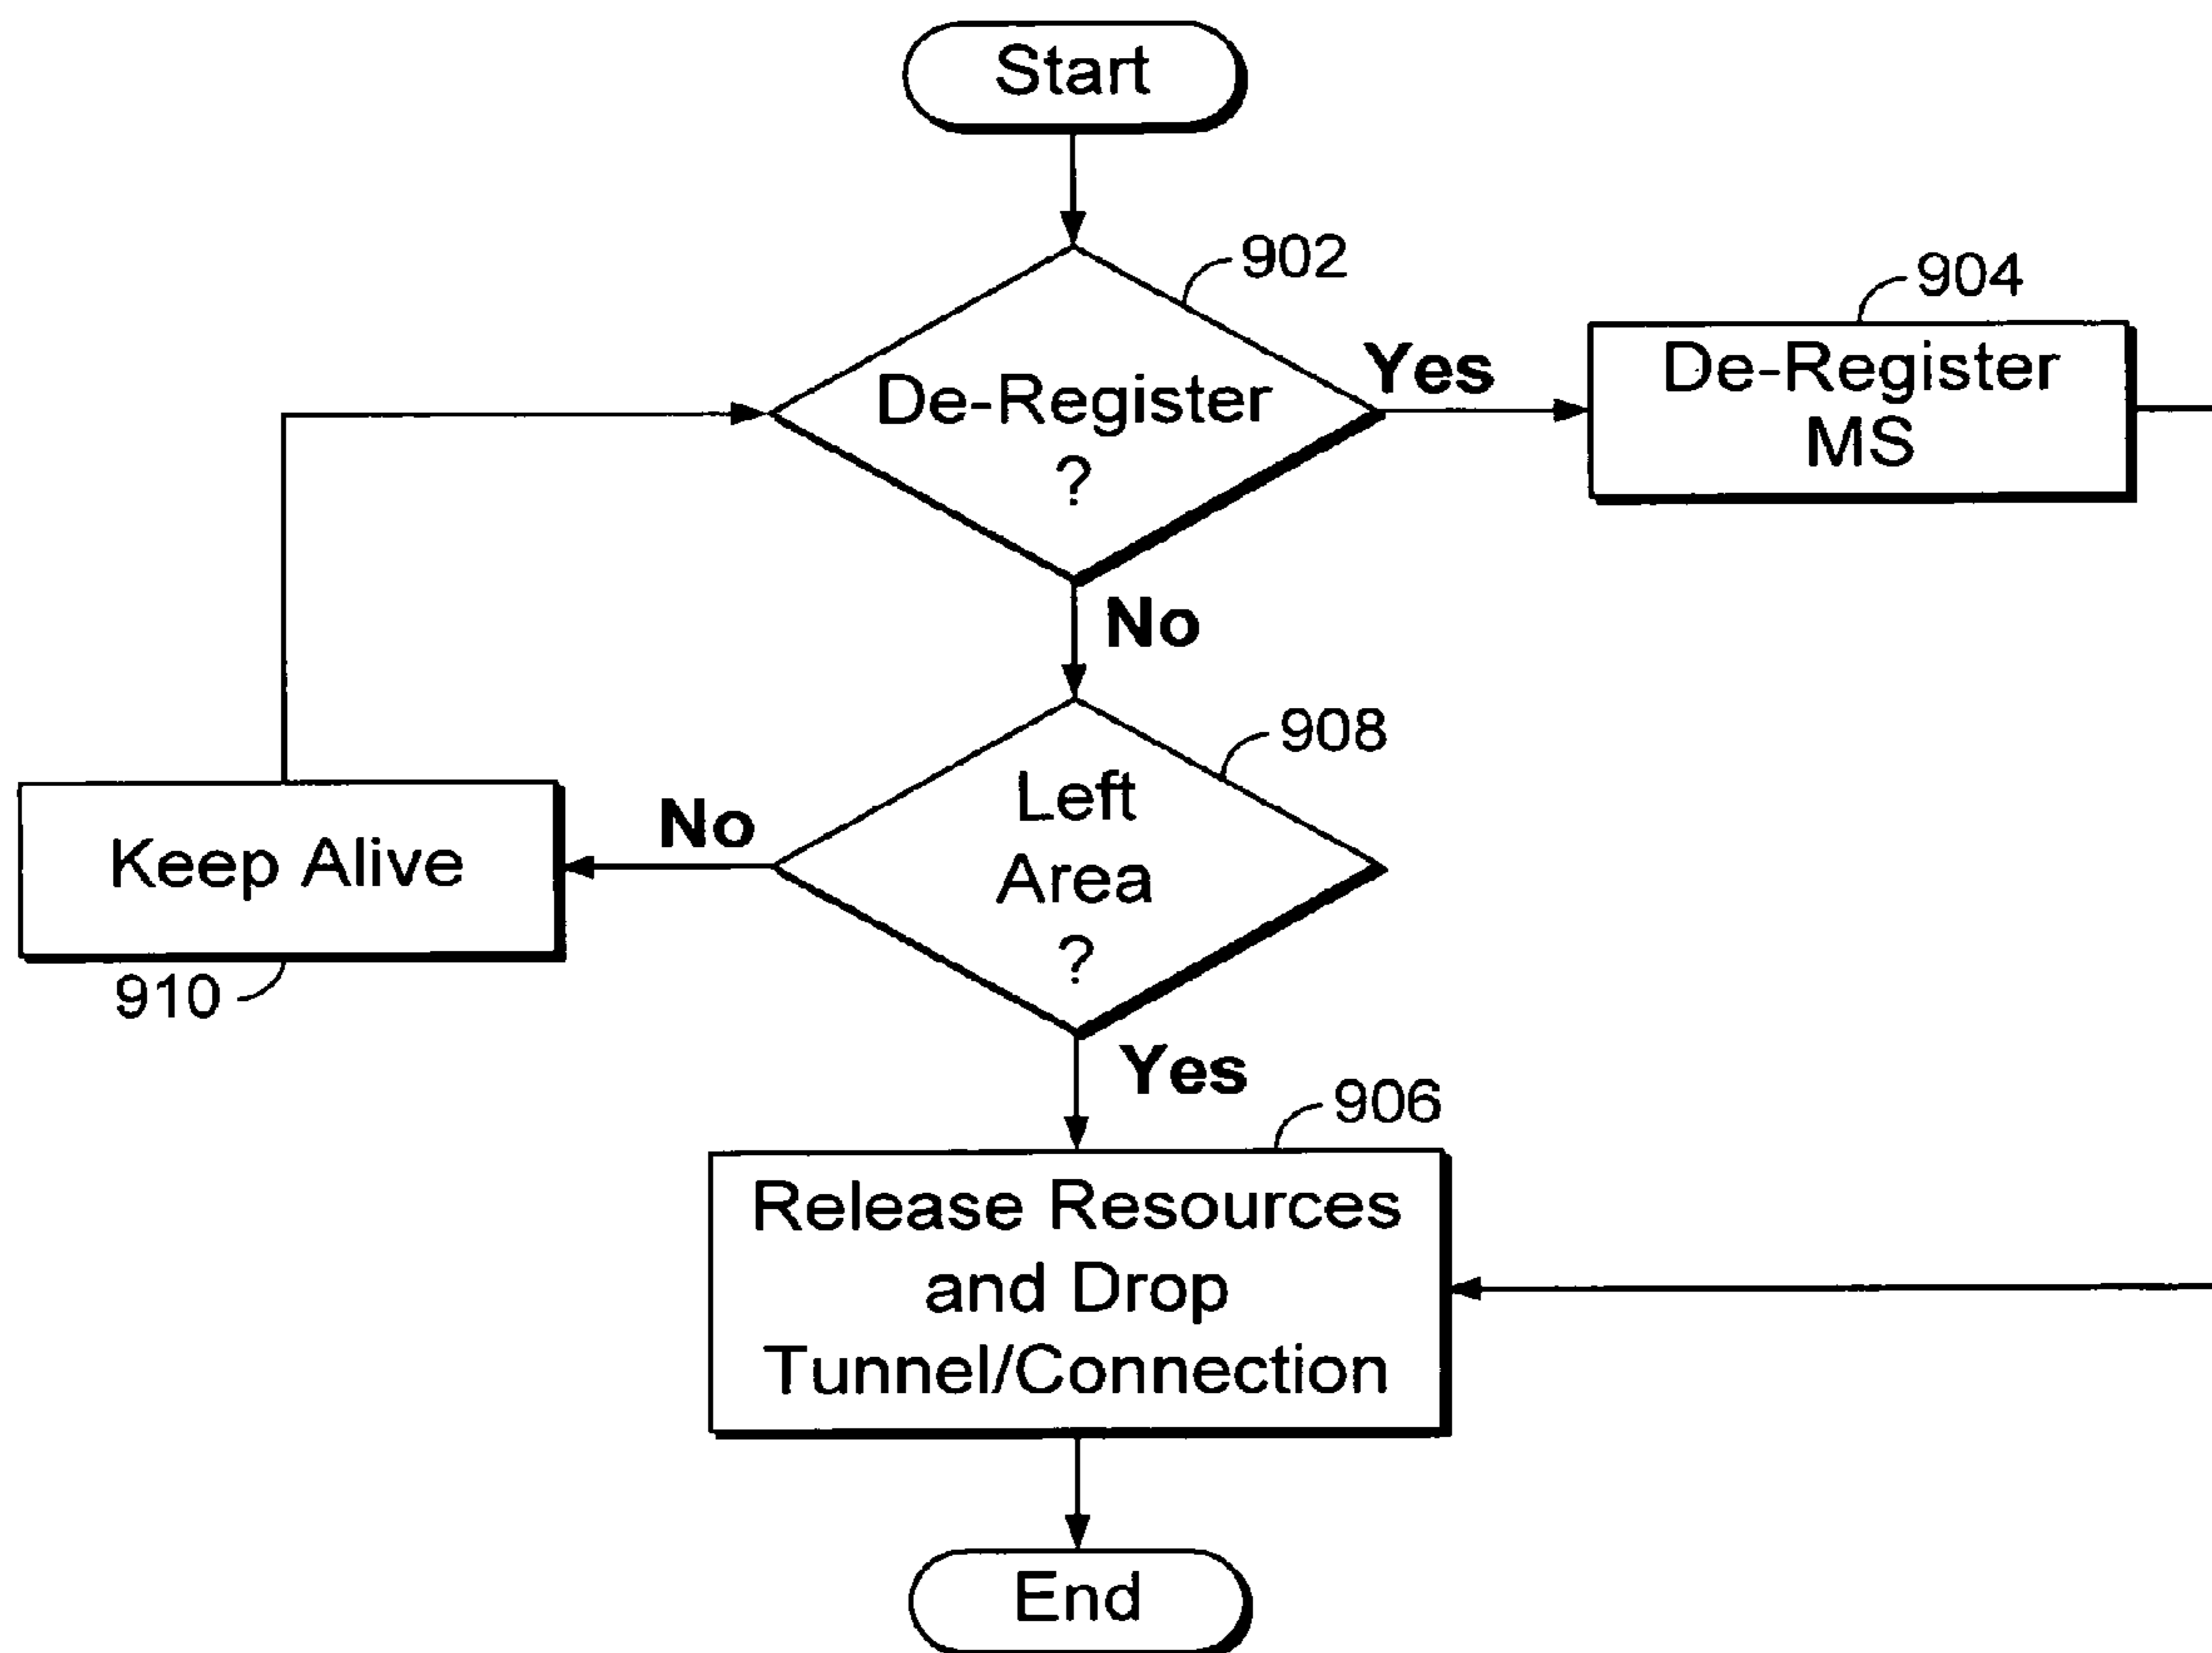 Start
902
De-Register
?
Yes
904
De-Register
MS
No
908
Left
Area
?
No
Keep Alive
910
Yes
906
Release Resources
and Drop
Tunnel/Connection
End